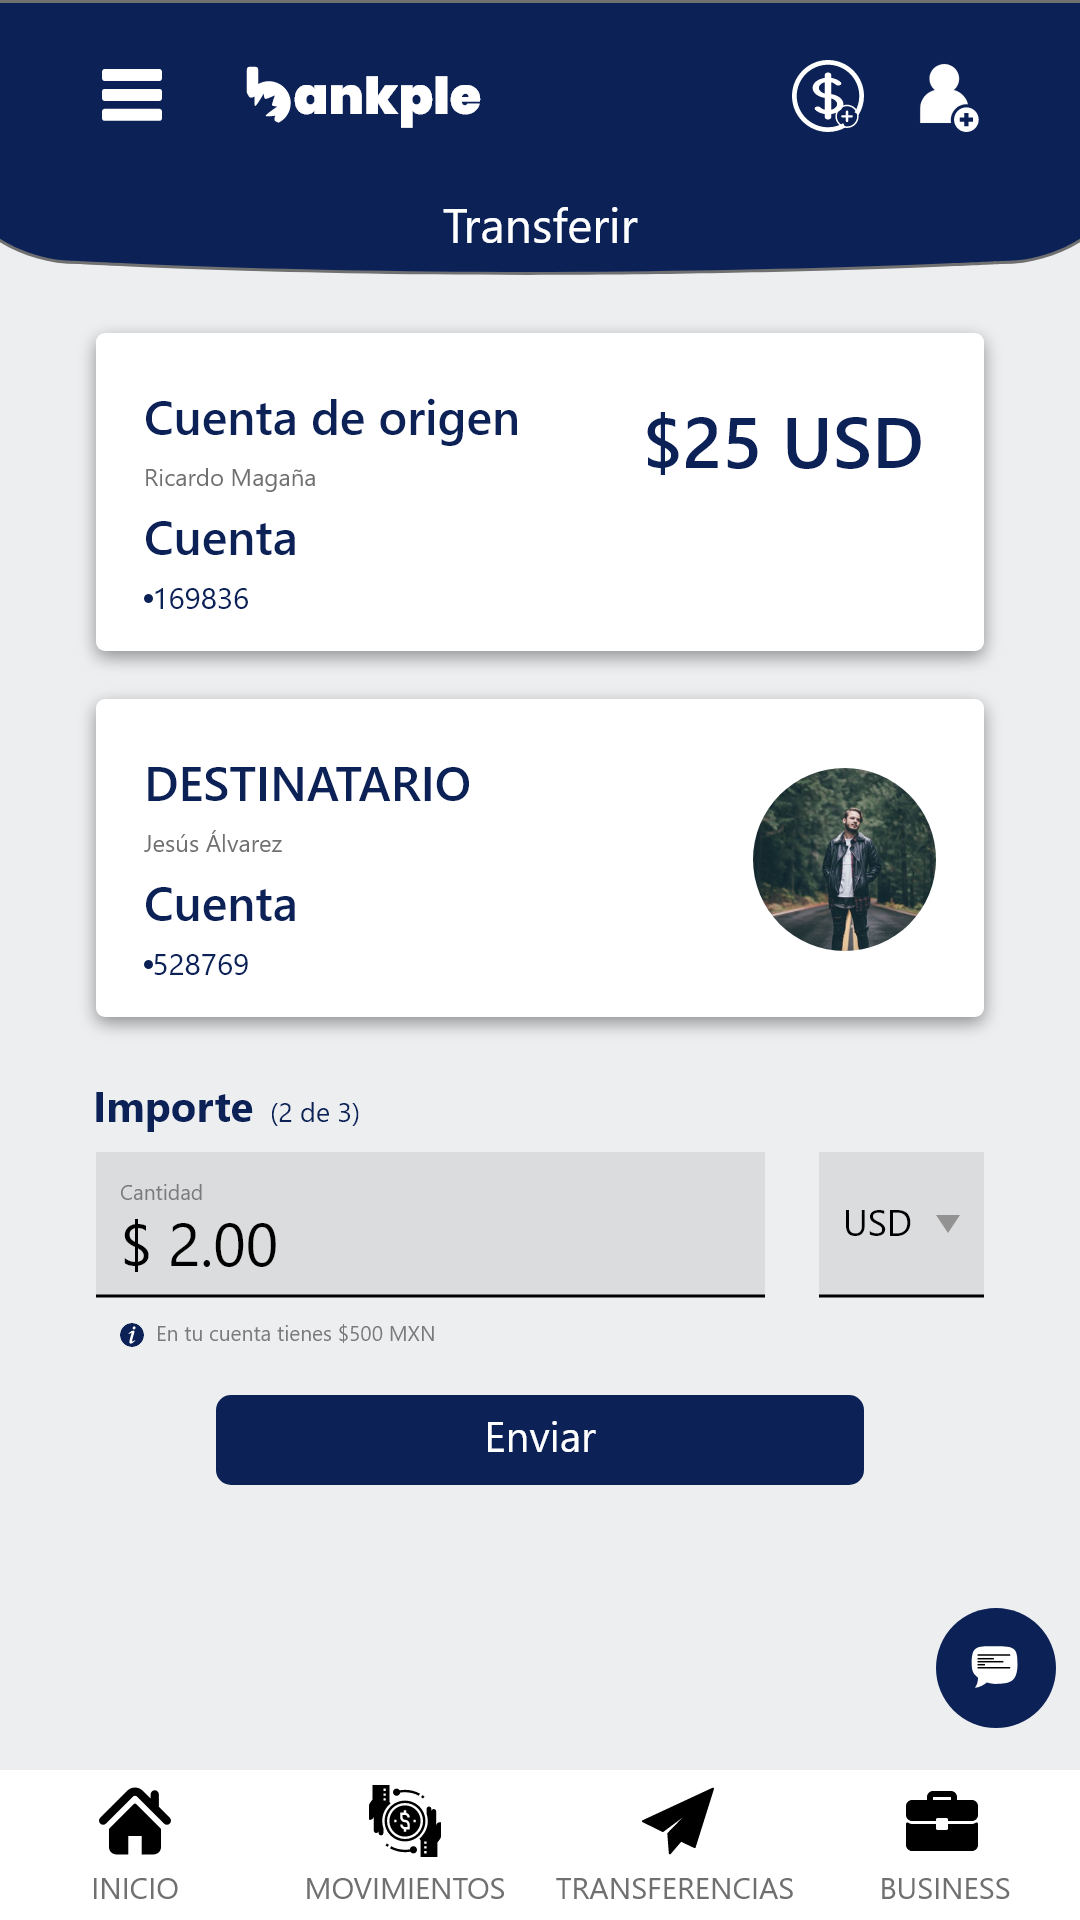 bankple
Transferir
Cuenta de origen
$25 USD
Ricardo Magaña
Cuenta
•169836
DESTINATARIO
Jesús Álvarez
Cuenta
•528769
Importe (2 de 3)
Cantidad
$ 2.00
USD
En tu cuenta tienes $500 MXN
Enviar
INICIO
MOVIMIENTOS
TRANSFERENCIAS
BUSINESS